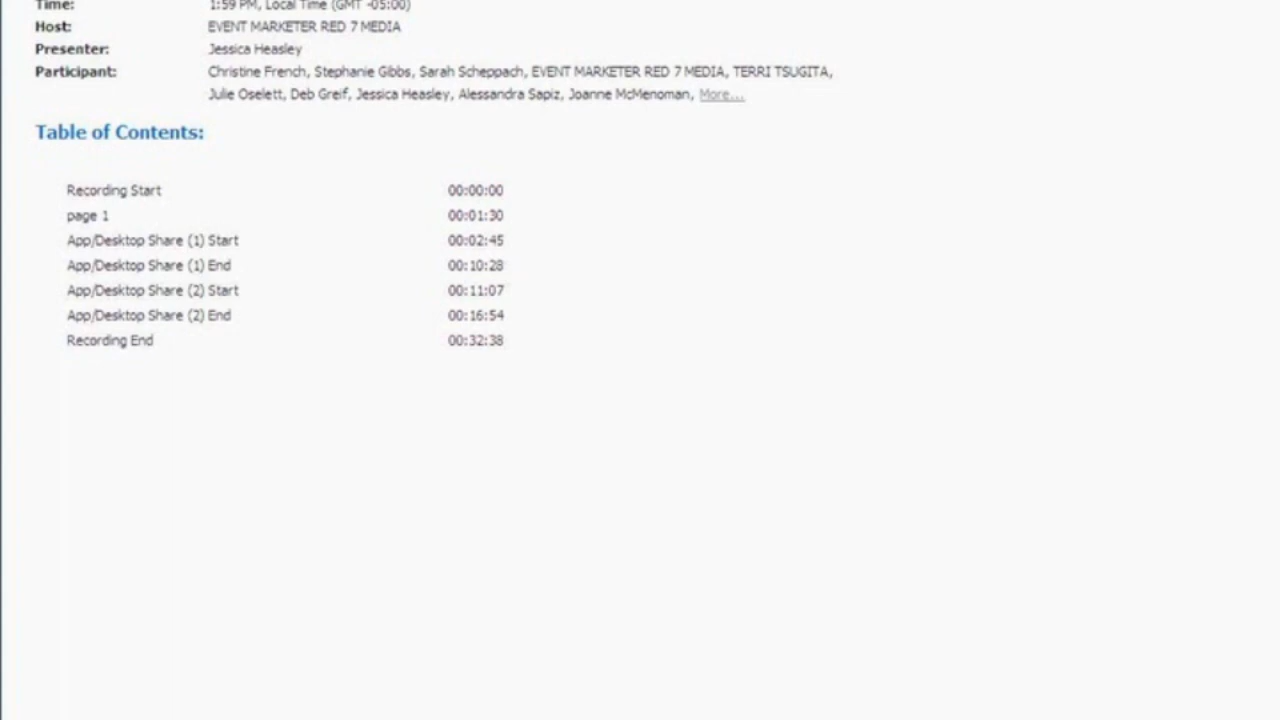 Time: 1:59 PM, Local Time (GMT -05:00)
Host: EVENT MARKETER RED 7 MEDIA
Presenter: Jessica Heasley
Participant: Christine French, Stephanie Gibbs, Sarah Scheppach, EVENT MARKETER RED 7 MEDIA, TERRI TSUGITA,
Julie Oselett, Deb Greif, Jessica Heasley, Alessandra Sapiz, Joanne McMenoman, More...
Table of Contents:
Recording Start 00:00:00
page 1 00:01:30
App/Desktop Share (1) Start 00:02:45
App/Desktop Share (1) End 00:10:28
App/Desktop Share (2) Start 00:11:07
App/Desktop Share (2) End 00:16:54
Recording End 00:32:38